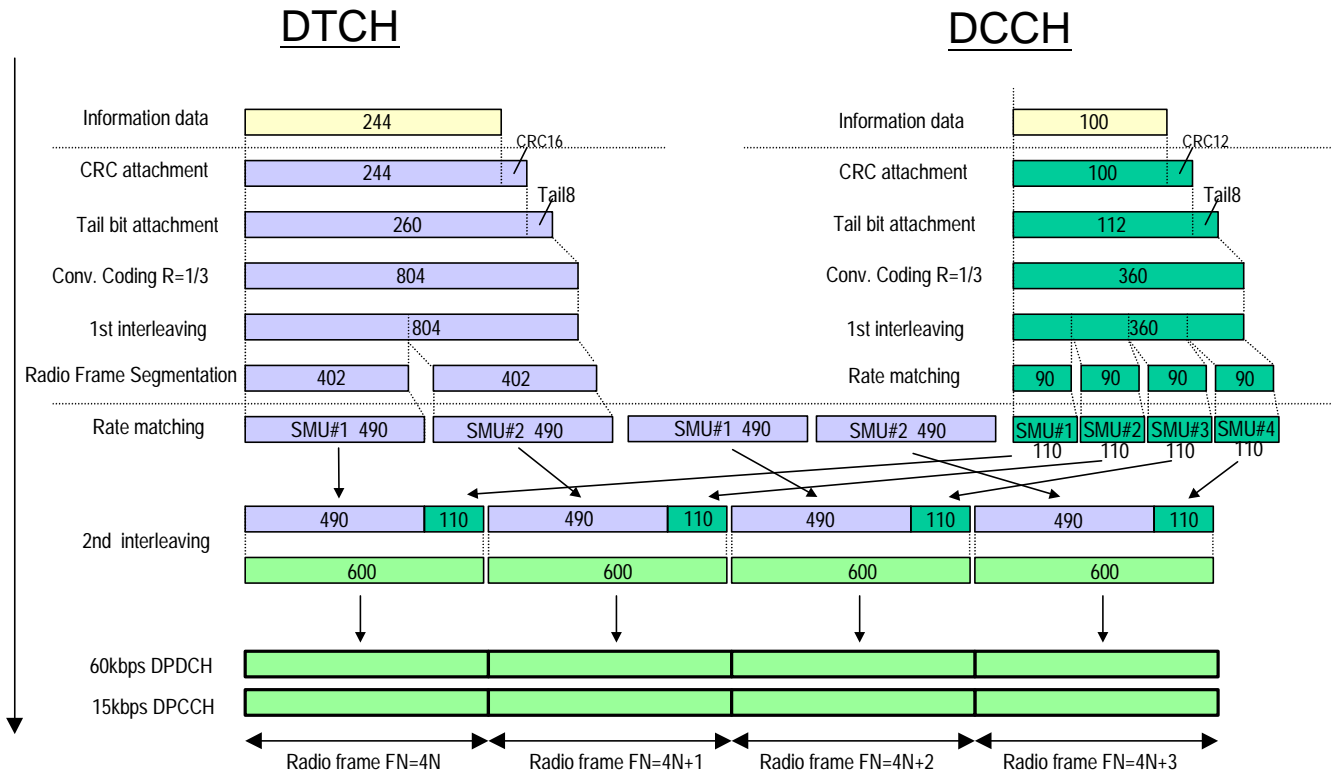 DTCH
DCCH
Information data
244
Information data
100
CRC16
CRC12
CRC attachment
244
CRC attachment
100
Tail8
Tail8
Tail bit attachment
260
Tail bit attachment
112
Conv. Coding R=1/3
804
Conv. Coding R=1/3
360
1st interleaving
804
1st interleaving
360
Radio Frame Segmentation
402
402
Rate matching
90
90
90
90
Rate matching
SMU#1 490
SMU#2 490
SMU#1 490
SMU#2 490
SMU#1
SMU#2
SMU#3
SMU#4
110
110
110
110
2nd interleaving
490
110
490
110
490
110
490
110
600
600
600
600
60kbps DPDCH
15kbps DPCCH
Radio frame FN=4N
Radio frame FN=4N+1
Radio frame FN=4N+2
Radio frame FN=4N+3